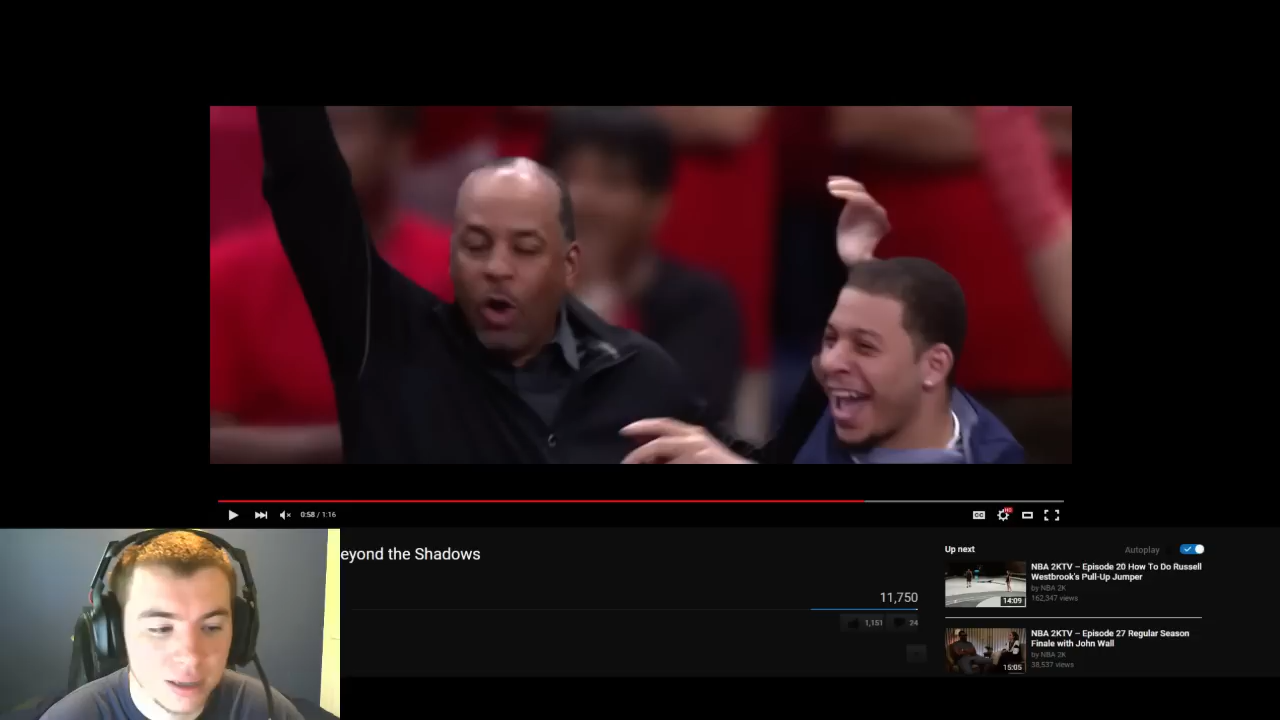 0:58 / 1:16
CC
HD
eyond the Shadows
11,750
1,151
24
Up next
Autoplay
14:09
NBA 2KTV – Episode 20 How To Do Russell
Westbrook's Pull-Up Jumper
by NBA 2K
162,347 views
15:05
NBA 2KTV – Episode 27 Regular Season
Finale with John Wall
by NBA 2K
38,537 views